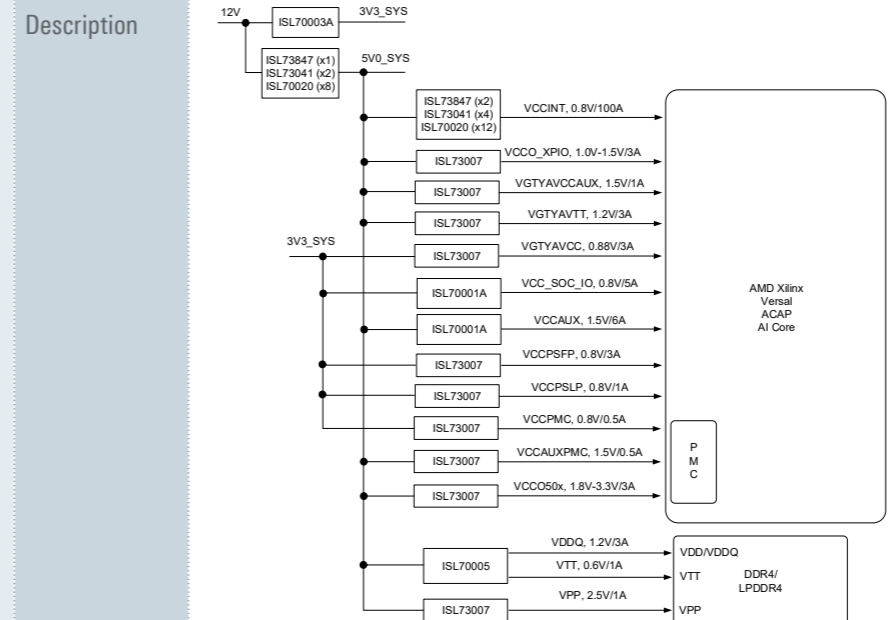 Description
12V
ISL70003A
3V3_SYS
ISL73847 (x1)
ISL73041 (x2)
ISL70020 (x8)
5V0_SYS
ISL73847 (x2)
ISL73041 (x4)
ISL70020 (x12)
VCCINT, 0.8V/100A
ISL73007
VCCO_XPIO, 1.0V-1.5V/3A
ISL73007
VGTYAVCCAUX, 1.5V/1A
ISL73007
VGTYAVTT, 1.2V/3A
3V3_SYS
ISL73007
VGTYAVCC, 0.88V/3A
ISL70001A
VCC_SOC_IO, 0.8V/5A
ISL70001A
VCCAUX, 1.5V/6A
ISL73007
VCCPSFP, 0.8V/3A
ISL73007
VCCPSLP, 0.8V/1A
ISL73007
VCCPMC, 0.8V/0.5A
ISL73007
VCCAUXPMC, 1.5V/0.5A
ISL73007
VCCO50x, 1.8V-3.3V/3A
AMD Xilinx
Versal
ACAP
AI Core
P
M
C
ISL70005
VDDQ, 1.2V/3A
VTT, 0.6V/1A
ISL73007
VPP, 2.5V/1A
VDD/VDDQ
VTT
VPP
DDR4/
LPDDR4